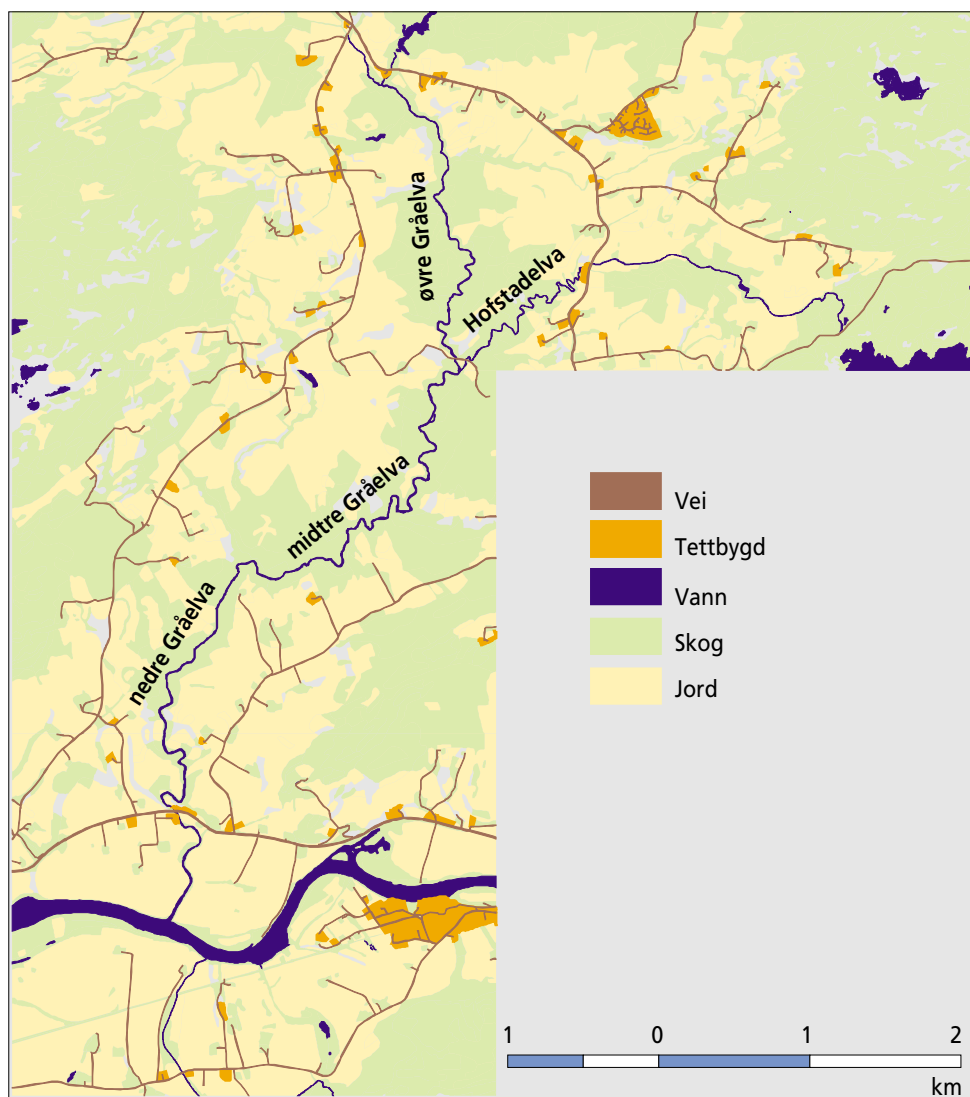 øvre Gråelva
Hofstadelva
midtre Gråelva
nedre Gråelva
Vei
Tettbygd
Vann
Skog
Jord
1 0 1 2
km